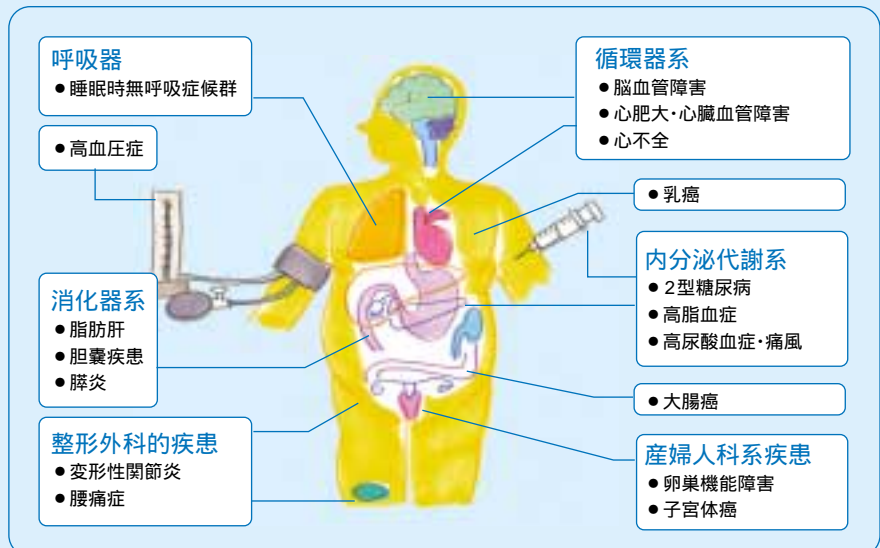 呼吸器
●睡眠時無呼吸症候群
●高血圧症
消化器系
●脂肪肝
●胆嚢疾患
●膵炎
整形外科的疾患
●変形性関節炎
●腰痛症
循環器系
●脳血管障害
●心肥大・心臓血管障害
●心不全
●乳癌
内分泌代謝系
●2型糖尿病
●高脂血症
●高尿酸血症・痛風
●大腸癌
産婦人科系疾患
●卵巣機能障害
●子宮体癌